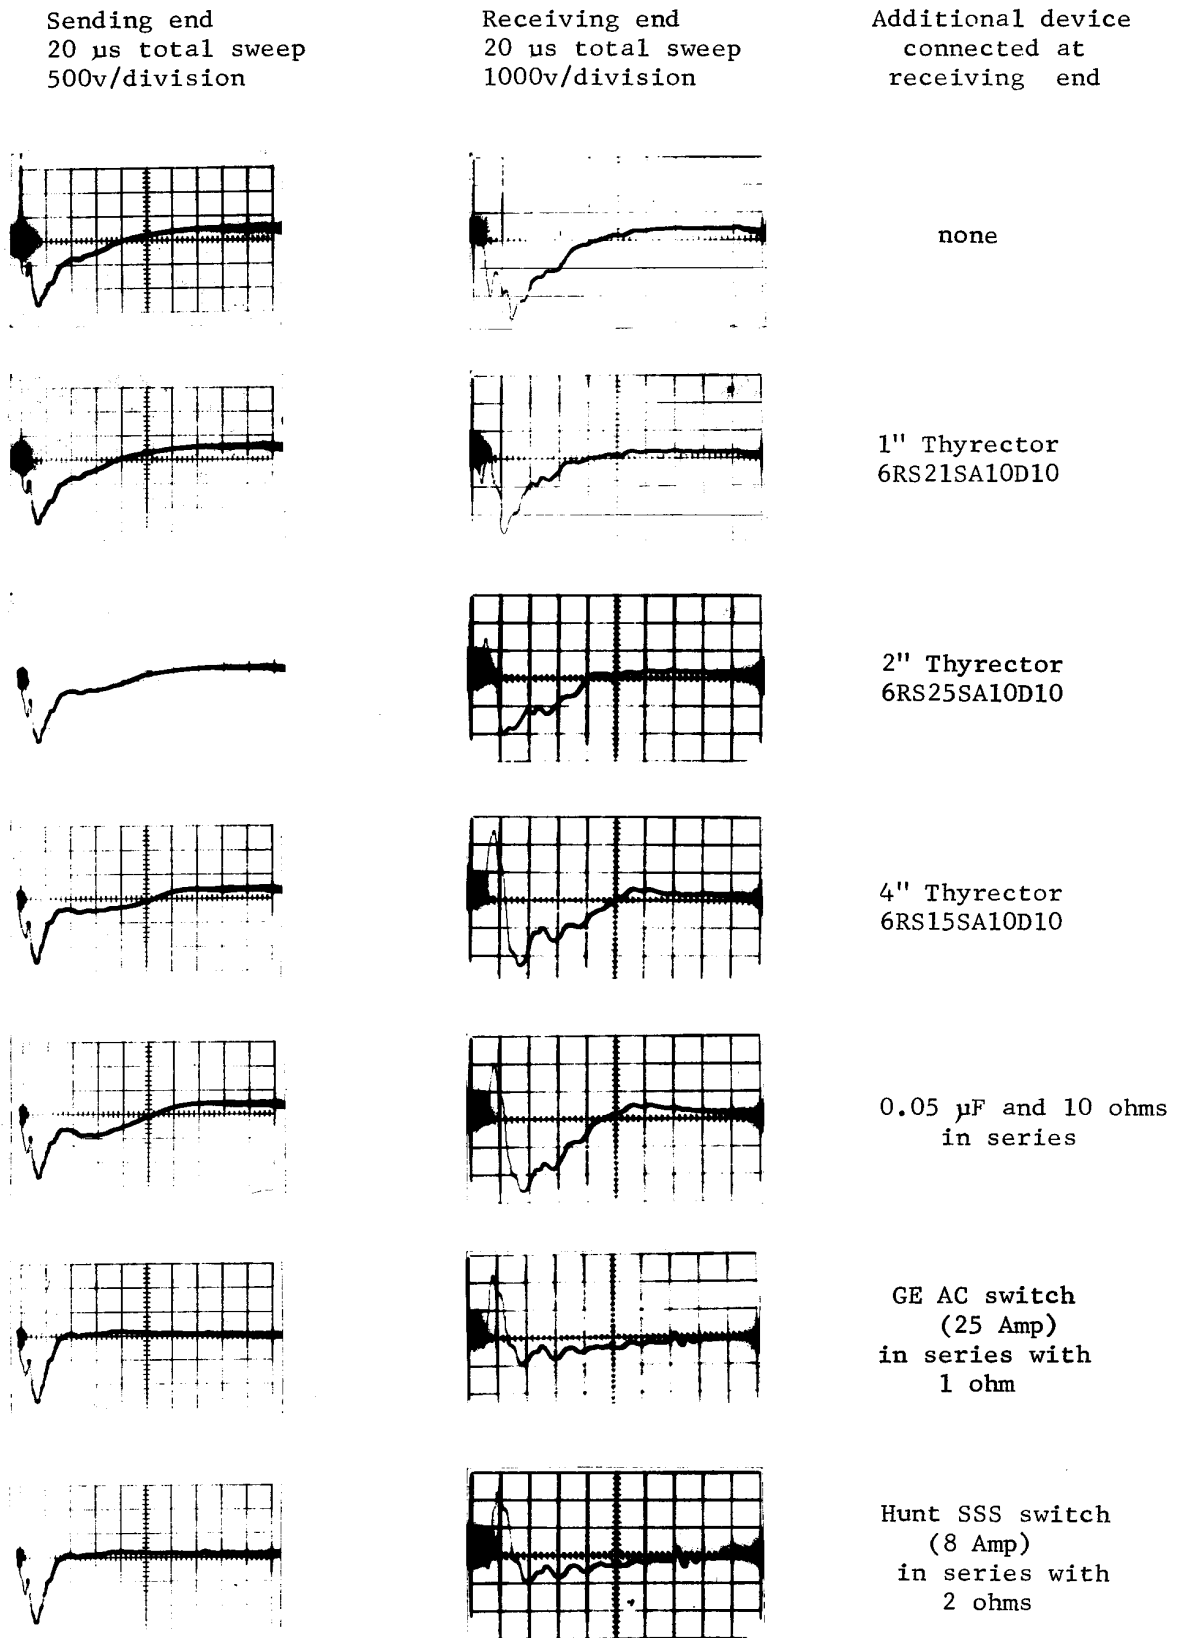 Sending end
20 µs total sweep
500v/division
Receiving end
20 µs total sweep
1000v/division
Additional device
connected at
receiving end
none
1" Thyrector
6RS21SA10D10
2" Thyrector
6RS25SA10D10
4" Thyrector
6RS15SA10D10
0.05 µF and 10 ohms
in series
GE AC switch
(25 Amp)
in series with
1 ohm
Hunt SSS switch
(8 Amp)
in series with
2 ohms